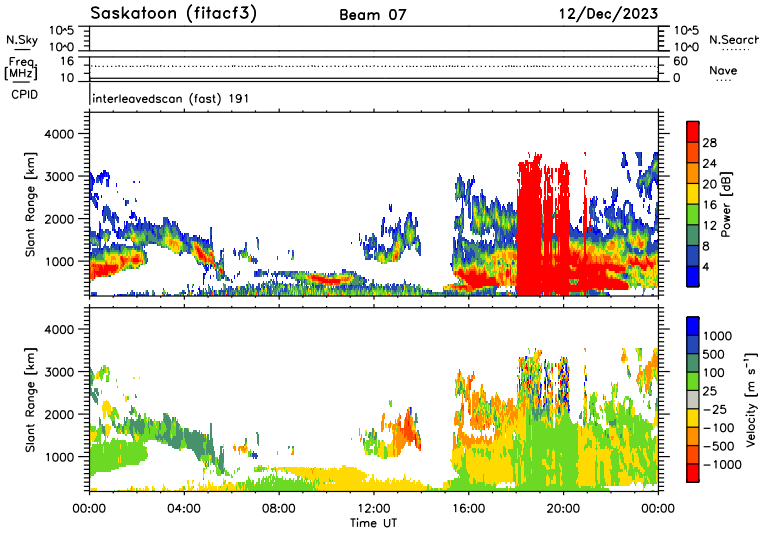 Saskatoon (fitacf3) Beam 07 12/Dec/2023
N.Sky 10^5 10^0 10^5 10^0 N.Search
Freq. [MHz] 16 10 60 0 Nave
CPID interleavedscan (fast) 191
Slant Range [km] 4000 3000 2000 1000
Power [dB] 28 24 20 16 12 8 4
Slant Range [km] 4000 3000 2000 1000
Velocity [m s^-1] 1000 500 100 25 -25 -100 -500 -1000
00:00 04:00 08:00 12:00 16:00 20:00 00:00
Time UT